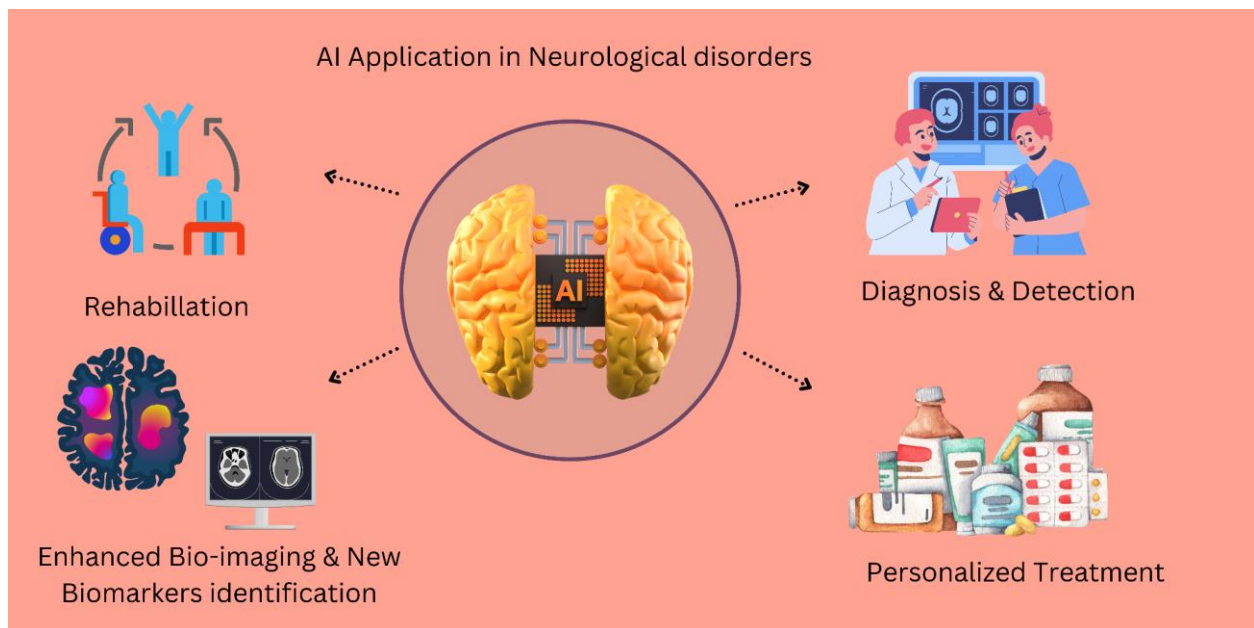 AI Application in Neurological disorders
Rehabillation
AI
Diagnosis & Detection
Enhanced Bio-imaging & New
Biomarkers identification
Personalized Treatment